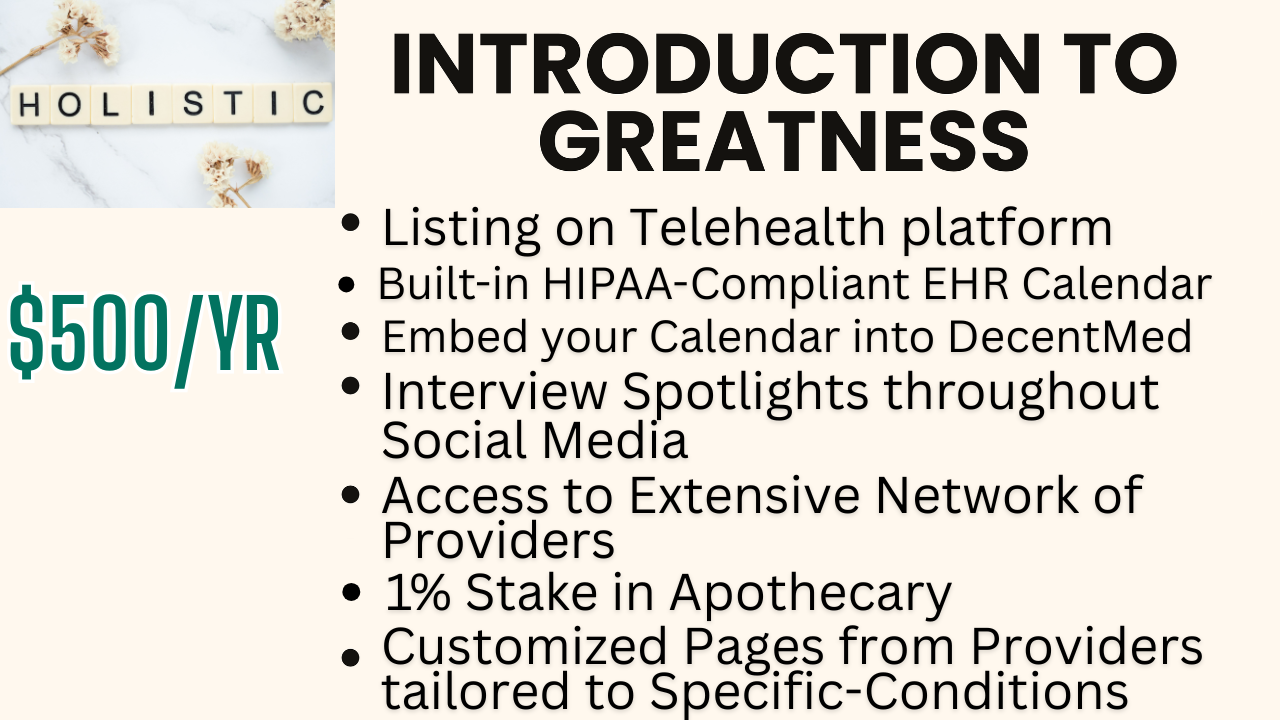 HOLISTIC
INTRODUCTION TO
GREATNESS
$500/YR
• Listing on Telehealth platform
• Built-in HIPAA-Compliant EHR Calendar
• Embed your Calendar into DecentMed
• Interview Spotlights throughout
Social Media
• Access to Extensive Network of
Providers
• 1% Stake in Apothecary
• Customized Pages from Providers
tailored to Specific-Conditions